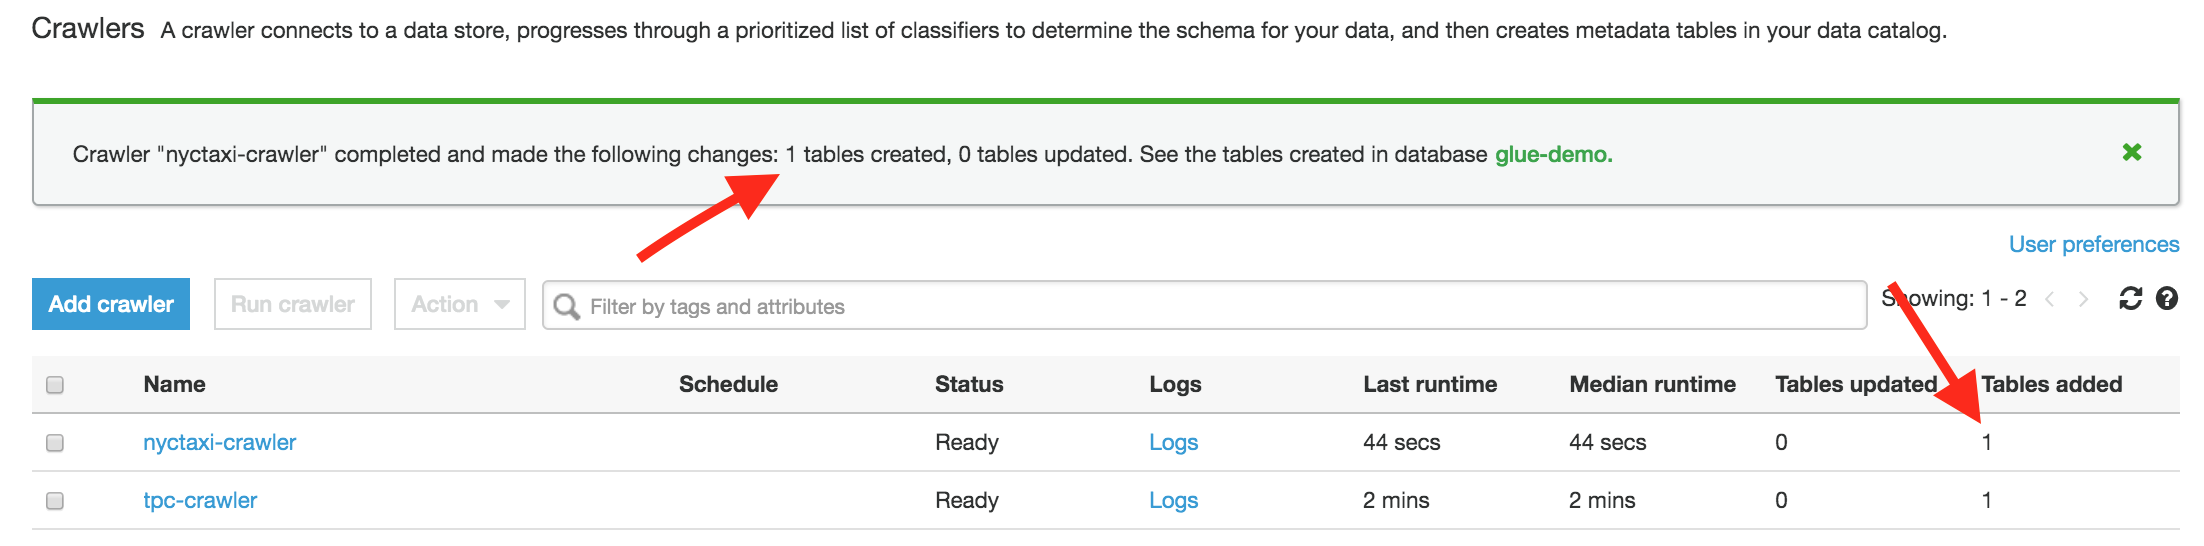 Crawlers A crawler connects to a data store, progresses through a prioritized list of classifiers to determine the schema for your data, and then creates metadata tables in your data catalog.
Crawler "nyctaxi-crawler" completed and made the following changes: 1 tables created, 0 tables updated. See the tables created in database glue-demo.
User preferences
Add crawler Run crawler Action Filter by tags and attributes Showing: 1 - 2
Name Schedule Status Logs Last runtime Median runtime Tables updated Tables added
nyctaxi-crawler Ready Logs 44 secs 44 secs 0 1
tpc-crawler Ready Logs 2 mins 2 mins 0 1